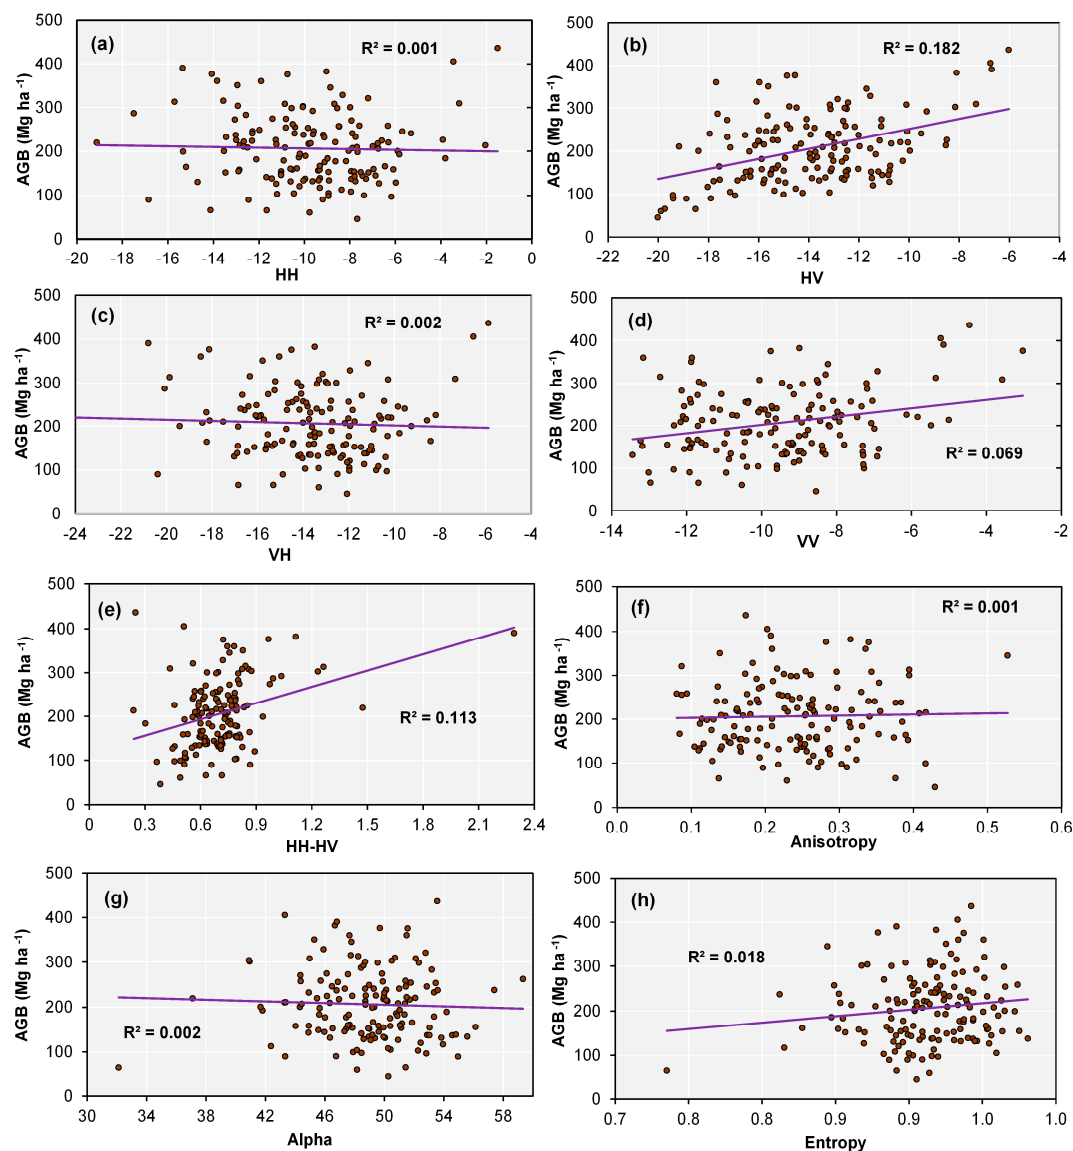 (a)
R² = 0.001
AGB (Mg ha⁻¹)
500
400
300
200
100
0
-20 -18 -16 -14 -12 -10 -8 -6 -4 -2 0
HH
(b)
R² = 0.182
AGB (Mg ha⁻¹)
500
400
300
200
100
0
-22 -20 -18 -16 -14 -12 -10 -8 -6 -4
HV
(c)
R² = 0.002
AGB (Mg ha⁻¹)
500
400
300
200
100
0
-24 -22 -20 -18 -16 -14 -12 -10 -8 -6 -4
VH
(d)
R² = 0.069
AGB (Mg ha⁻¹)
500
400
300
200
100
0
-14 -12 -10 -8 -6 -4 -2
VV
(e)
R² = 0.113
AGB (Mg ha⁻¹)
500
400
300
200
100
0
0 0.3 0.6 0.9 1.2 1.5 1.8 2.1 2.4
HH-HV
(f)
R² = 0.001
AGB (Mg ha⁻¹)
500
400
300
200
100
0
0.0 0.1 0.2 0.3 0.4 0.5 0.6
Anisotropy
(g)
R² = 0.002
AGB (Mg ha⁻¹)
500
400
300
200
100
0
30 34 38 42 46 50 54 58
Alpha
(h)
R² = 0.018
AGB (Mg ha⁻¹)
500
400
300
200
100
0
0.7 0.8 0.8 0.9 0.9 1.0 1.0
Entropy